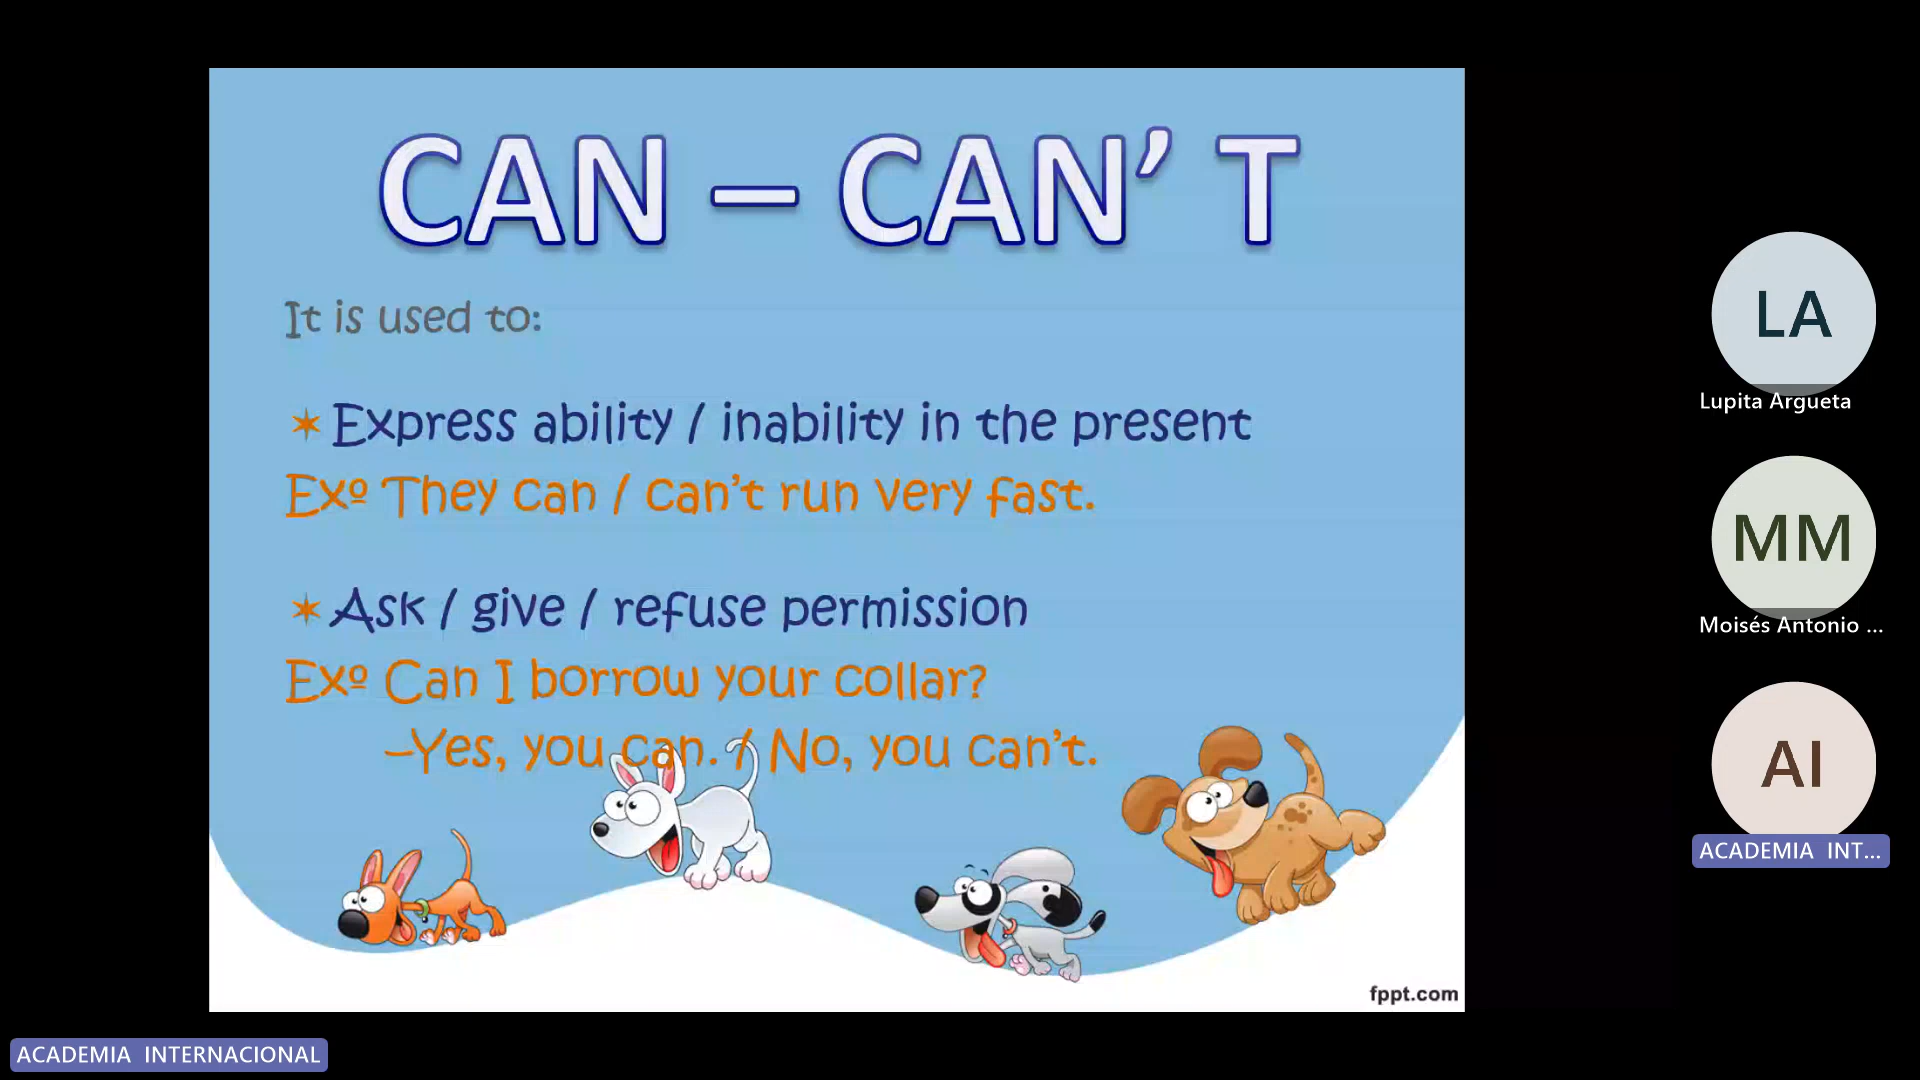 CAN – CAN’ T
It is used to:
✶ Express ability / inability in the present
Exº They can / can’t run very fast.
✶ Ask / give / refuse permission
Exº Can I borrow your collar?
–Yes, you can. / No, you can’t.
fppt.com
LA
Lupita Argueta
MM
Moisés Antonio ...
AI
ACADEMIA INT...
ACADEMIA INTERNACIONAL